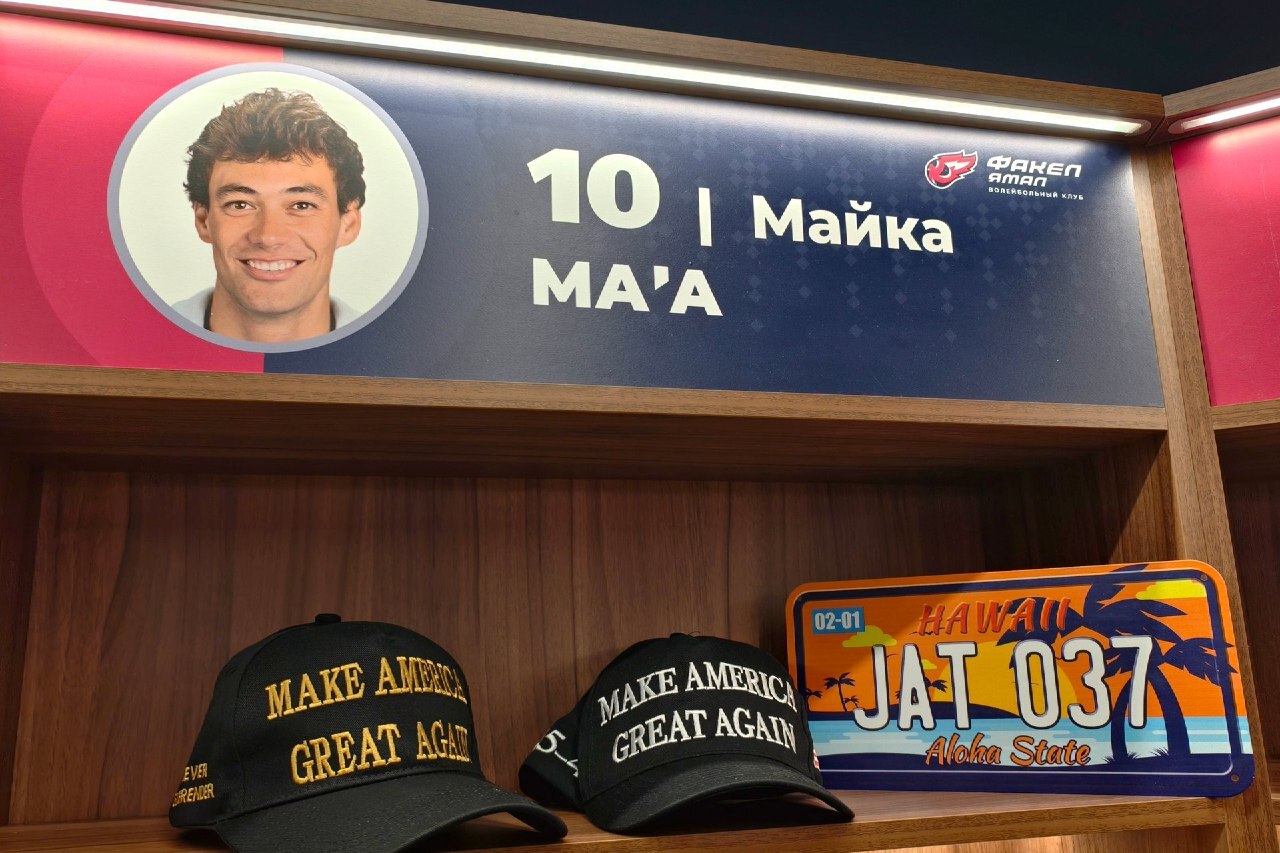 10 | Майка
МА'А
ФАКЕЛ
ЯМАЛ
ВОЛЕЙБОЛЬНЫЙ КЛУБ
MAKE AMERICA
GREAT AGAIN
MAKE AMERICA
GREAT AGAIN
02-01
HAWAII
JAT 037
Aloha State